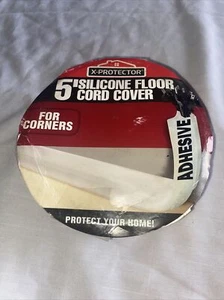 X-PROTECTOR
5' SILICONE FLOOR
CORD COVER
FOR
CORNERS
ADHESIVE
PROTECT YOUR HOME!